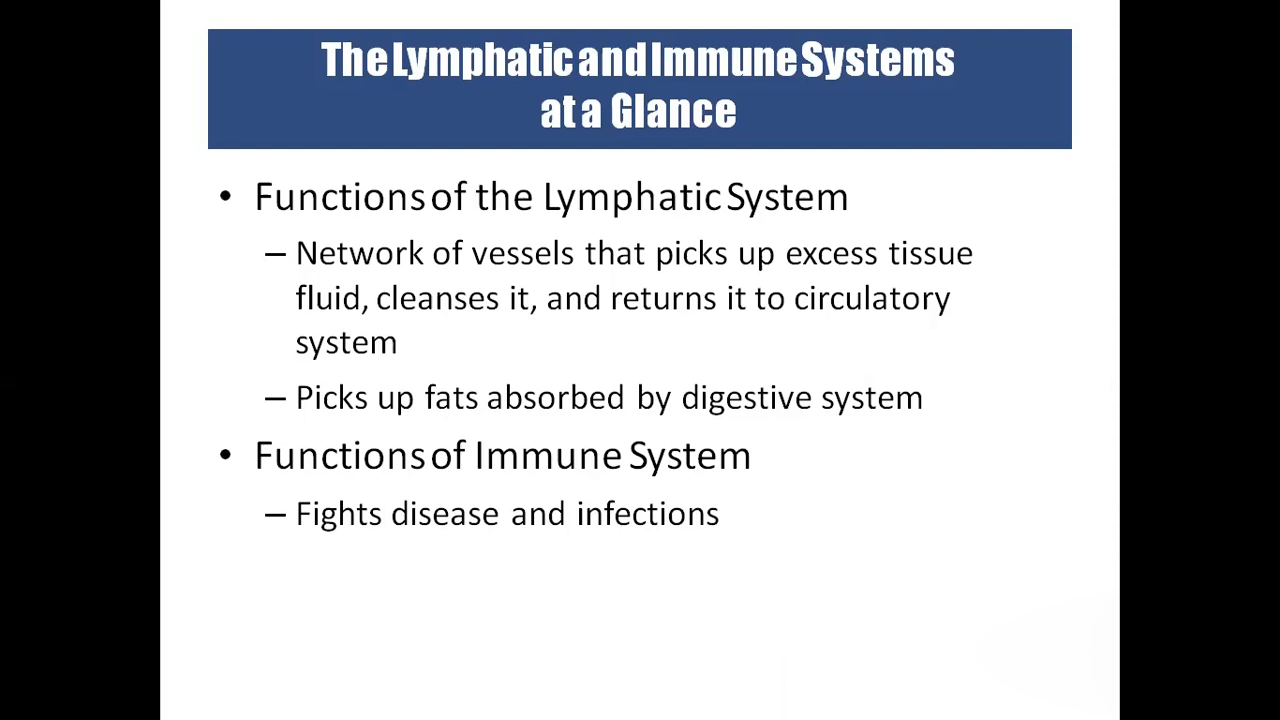 The Lymphatic and Immune Systems
at a Glance
• Functions of the Lymphatic System
– Network of vessels that picks up excess tissue
fluid, cleanses it, and returns it to circulatory
system
– Picks up fats absorbed by digestive system
• Functions of Immune System
– Fights disease and infections